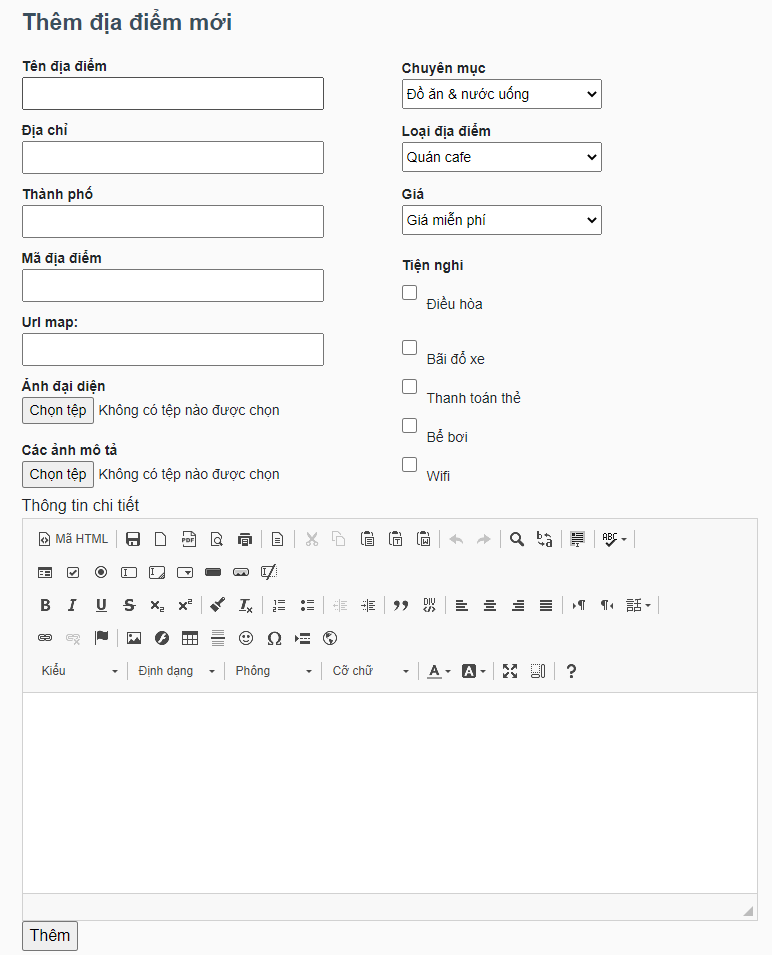 Thêm địa điểm mới
Tên địa điểm
Địa chỉ
Thành phố
Mã địa điểm
Url map:
Ảnh đại diện
Chọn tệp Không có tệp nào được chọn
Các ảnh mô tả
Chọn tệp Không có tệp nào được chọn
Chuyên mục
Đồ ăn & nước uống
Loại địa điểm
Quán cafe
Giá
Giá miễn phí
Tiện nghi
Điều hòa
Bãi đổ xe
Thanh toán thẻ
Bể bơi
Wifi
Thông tin chi tiết
Mã HTML
Kiểu Định dạng Phông Cỡ chữ
Thêm